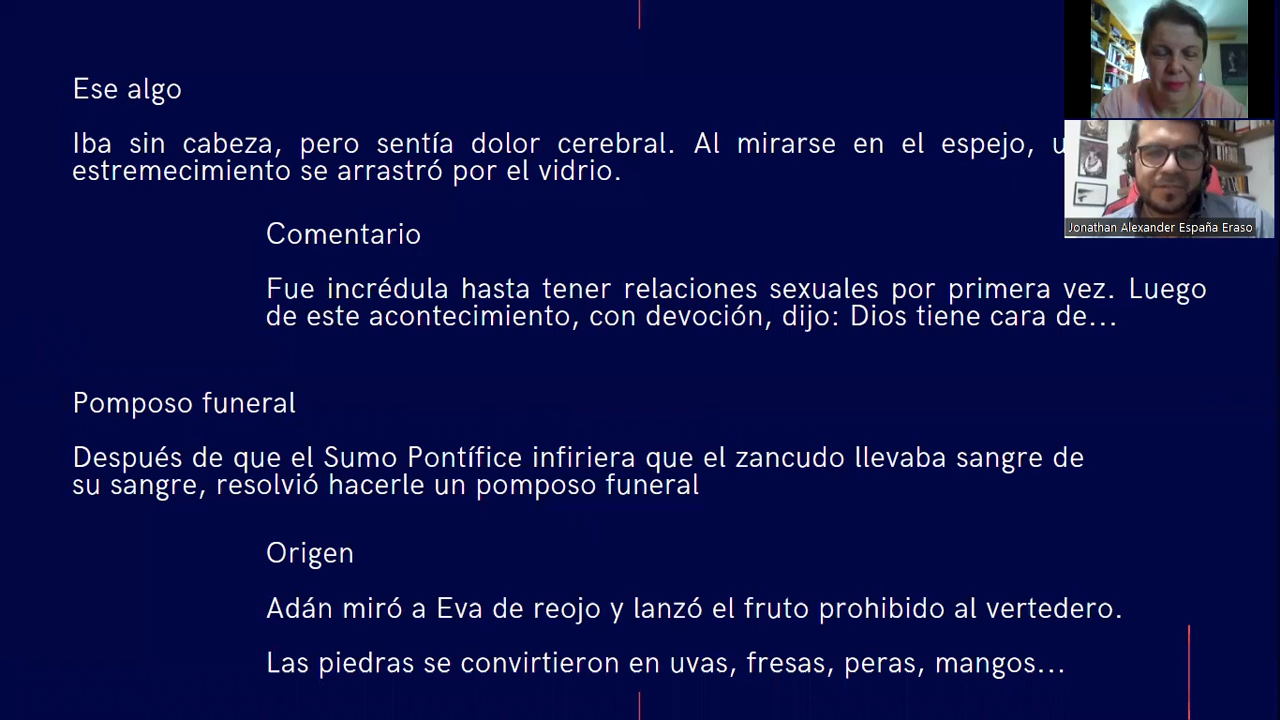 Ese algo
Iba sin cabeza, pero sentía dolor cerebral. Al mirarse en el espejo,
estremecimiento se arrastró por el vidrio.
Jonathan Alexander España Eraso
Comentario
Fue incrédula hasta tener relaciones sexuales por primera vez. Luego
de este acontecimiento, con devoción, dijo: Dios tiene cara de...
Pomposo funeral
Después de que el Sumo Pontífice infiriera que el zancudo llevaba sangre de
su sangre, resolvió hacerle un pomposo funeral
Origen
Adán miró a Eva de reojo y lanzó el fruto prohibido al vertedero.
Las piedras se convirtieron en uvas, fresas, peras, mangos...